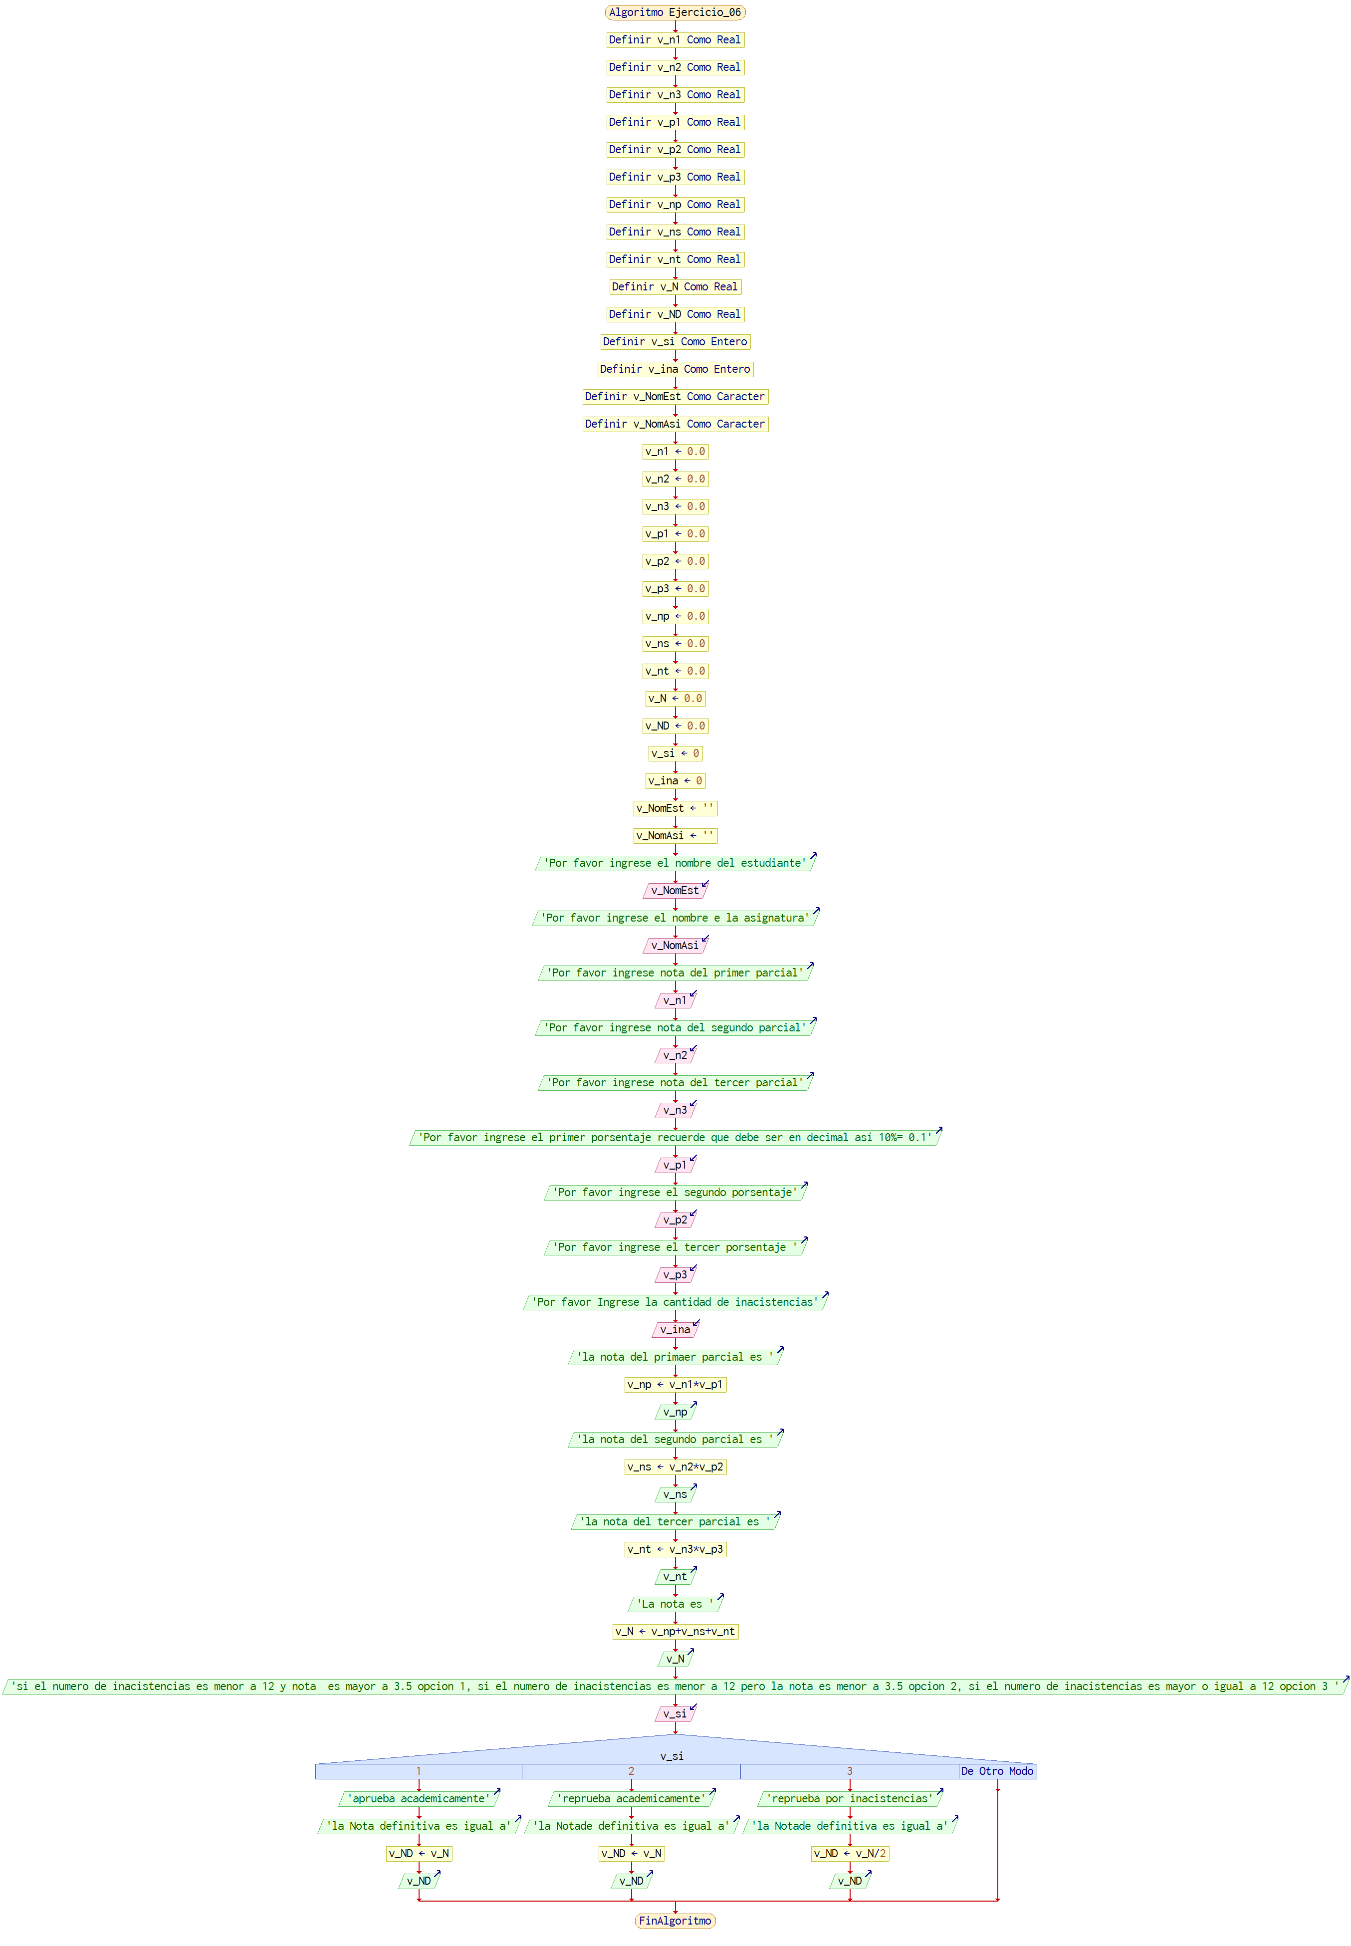 Algoritmo Ejercicio_06
Definir v_n1 Como Real
Definir v_n2 Como Real
Definir v_n3 Como Real
Definir v_p1 Como Real
Definir v_p2 Como Real
Definir v_p3 Como Real
Definir v_np Como Real
Definir v_ns Como Real
Definir v_nt Como Real
Definir v_N Como Real
Definir v_ND Como Real
Definir v_si Como Entero
Definir v_ina Como Entero
Definir v_NomEst Como Caracter
Definir v_NomAsi Como Caracter
v_n1 ← 0.0
v_n2 ← 0.0
v_n3 ← 0.0
v_p1 ← 0.0
v_p2 ← 0.0
v_p3 ← 0.0
v_np ← 0.0
v_ns ← 0.0
v_nt ← 0.0
v_N ← 0.0
v_ND ← 0.0
v_si ← 0
v_ina ← 0
v_NomEst ← ''
v_NomAsi ← ''
'Por favor ingrese el nombre del estudiante'
v_NomEst
'Por favor ingrese el nombre e la asignatura'
v_NomAsi
'Por favor ingrese nota del primer parcial'
v_n1
'Por favor ingrese nota del segundo parcial'
v_n2
'Por favor ingrese nota del tercer parcial'
v_n3
'Por favor ingrese el primer porsentaje recuerde que debe ser en decimal asi 10%= 0.1'
v_p1
'Por favor ingrese el segundo porsentaje'
v_p2
'Por favor ingrese el tercer porsentaje '
v_p3
'Por favor Ingrese la cantidad de inacistencias'
v_ina
'la nota del primaer parcial es '
v_np ← v_n1*v_p1
v_np
'la nota del segundo parcial es '
v_ns ← v_n2*v_p2
v_ns
'la nota del tercer parcial es '
v_nt ← v_n3*v_p3
v_nt
'La nota es '
v_N ← v_np+v_ns+v_nt
v_N
'si el numero de inacistencias es menor a 12 y nota  es mayor a 3.5 opcion 1, si el numero de inacistencias es menor a 12 pero la nota es menor a 3.5 opcion 2, si el numero de inacistencias es mayor o igual a 12 opcion 3 '
v_si
v_si
1 2 3 De Otro Modo
'aprueba academicamente' 'reprueba academicamente' 'reprueba por inacistencias'
'la Nota definitiva es igual a' 'la Notade definitiva es igual a' 'la Notade definitiva es igual a'
v_ND ← v_N v_ND ← v_N v_ND ← v_N/2
v_ND v_ND v_ND
FinAlgoritmo